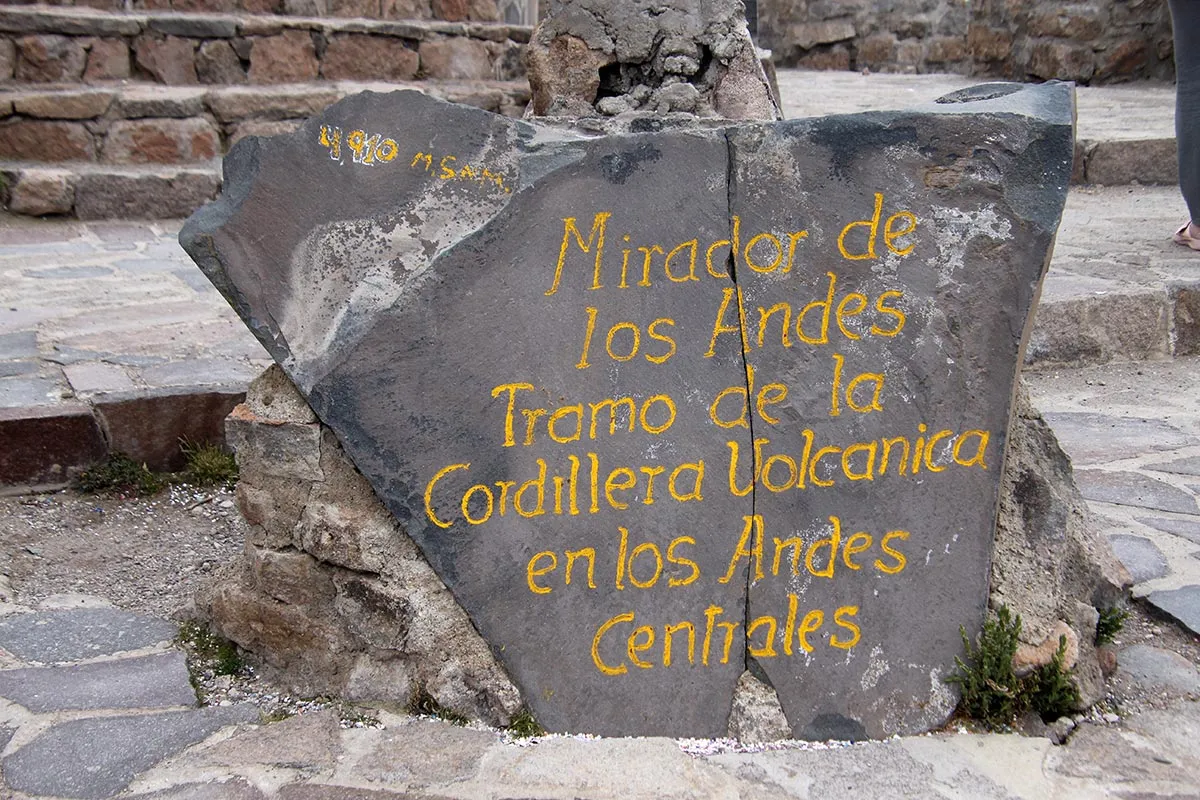 4910 M.S.N.M.
Mirador de
los Andes
Tramo de la
Cordillera Volcanica
en los Andes
Centrales